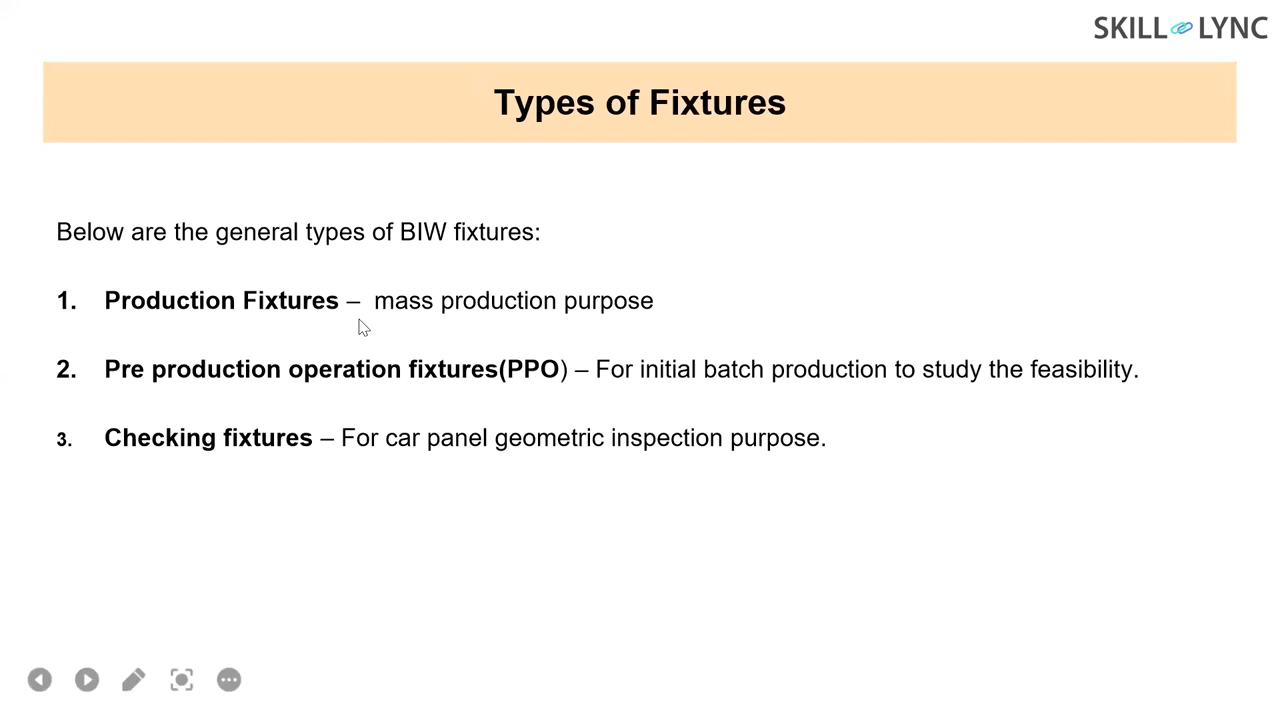 SKILL LYNC
Types of Fixtures
Below are the general types of BIW fixtures:
1. Production Fixtures – mass production purpose
2. Pre production operation fixtures(PPO) – For initial batch production to study the feasibility.
3. Checking fixtures – For car panel geometric inspection purpose.